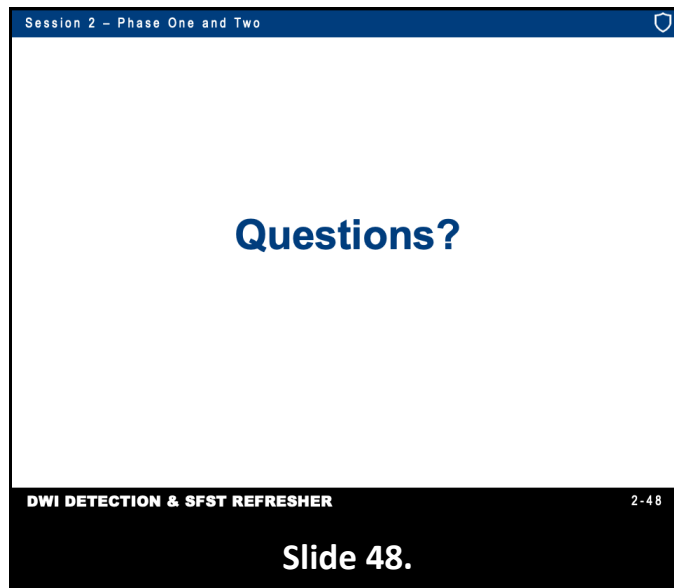 Session 2 – Phase One and Two
Questions?
DWI DETECTION & SFST REFRESHER
2-48
Slide 48.